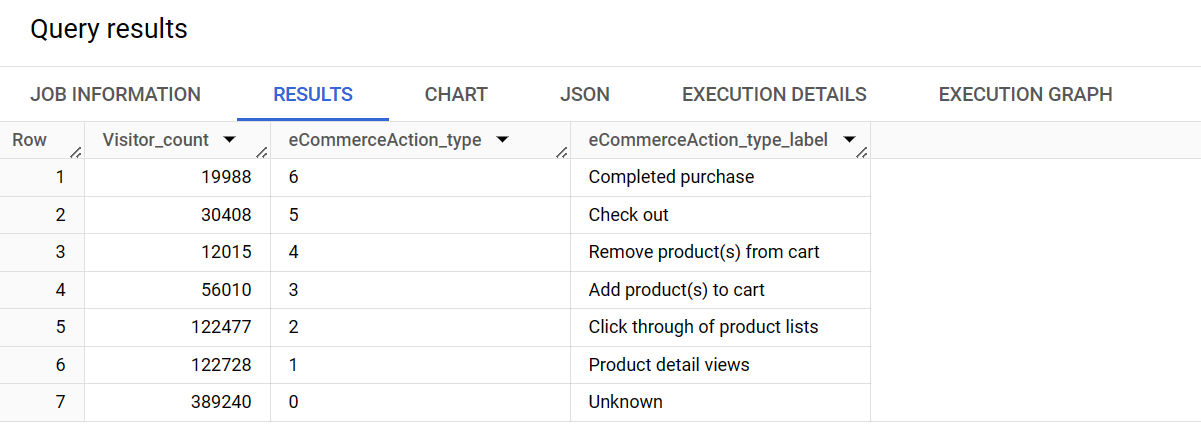 Query results
JOB INFORMATION RESULTS CHART JSON EXECUTION DETAILS EXECUTION GRAPH
Row Visitor_count eCommerceAction_type eCommerceAction_type_label
1 19988 6 Completed purchase
2 30408 5 Check out
3 12015 4 Remove product(s) from cart
4 56010 3 Add product(s) to cart
5 122477 2 Click through of product lists
6 122728 1 Product detail views
7 389240 0 Unknown